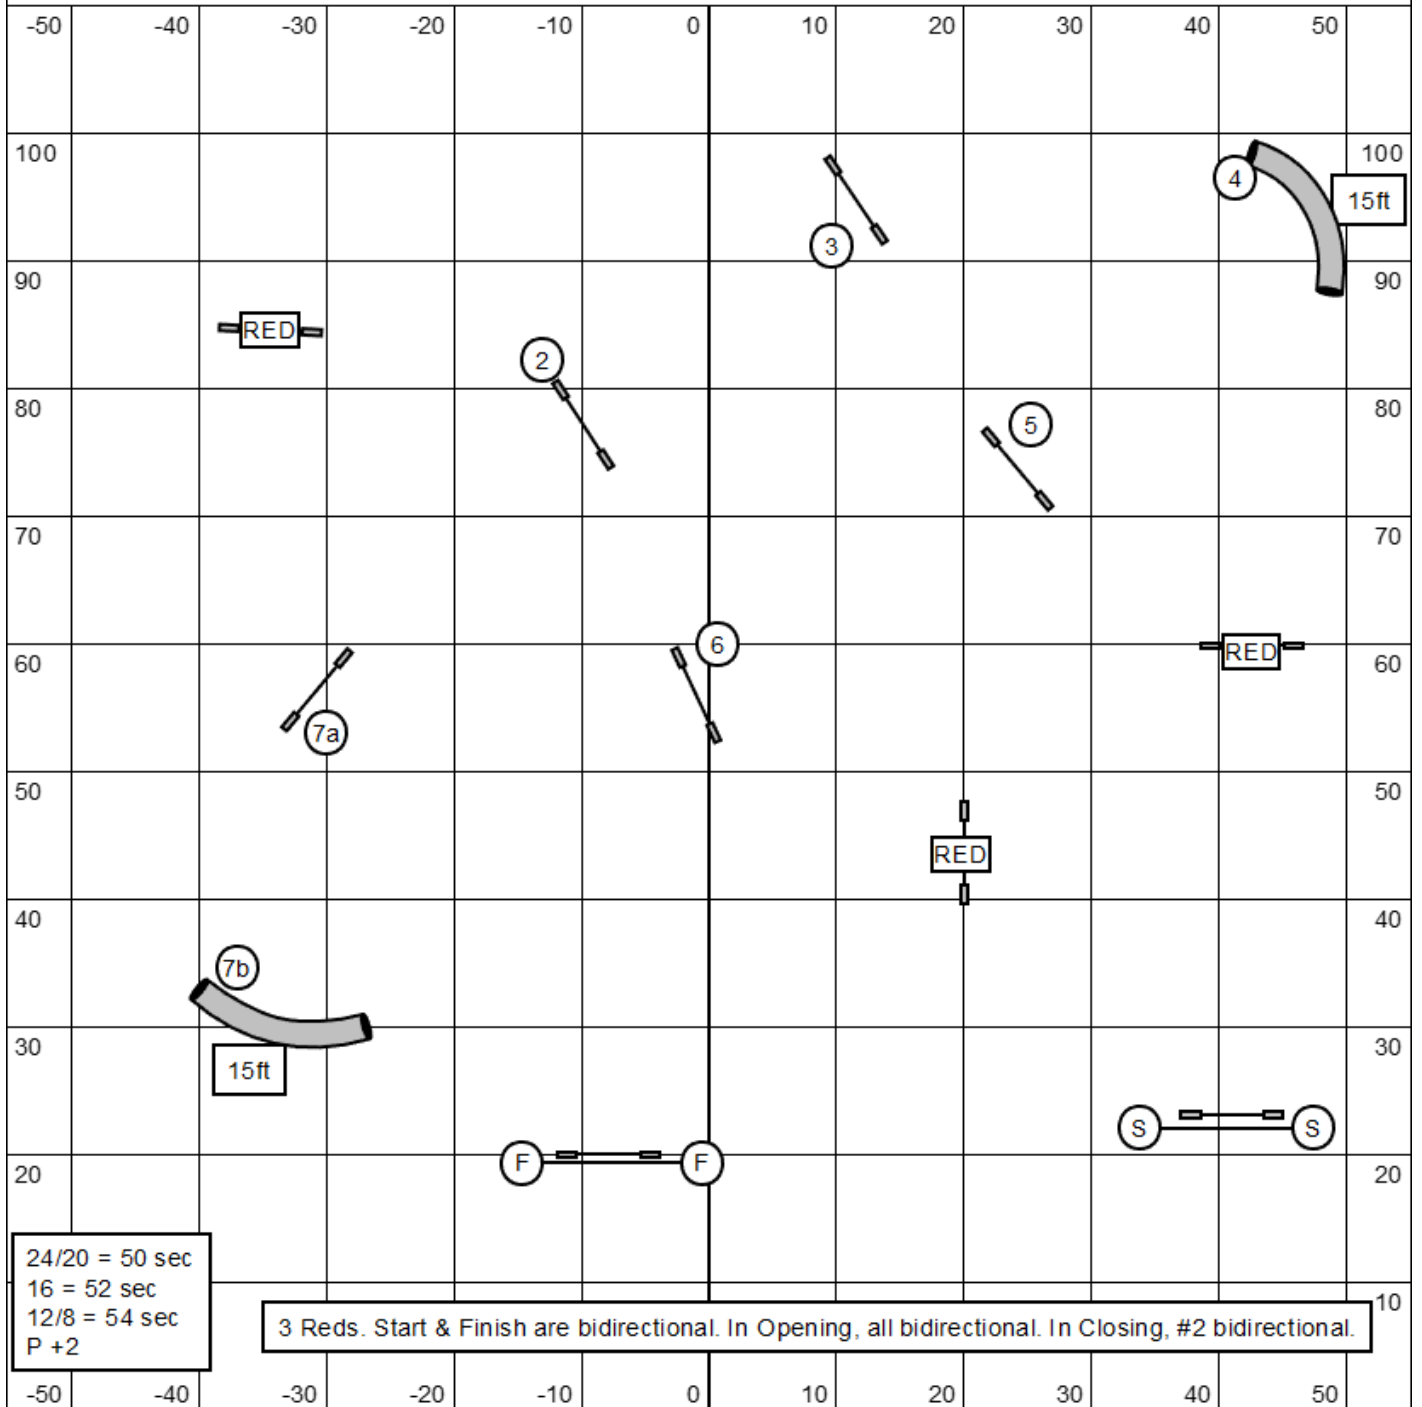 -50 -40 -30 -20 -10 0 10 20 30 40 50
100 100
4
15ft
3
90 90
RED
2
80 80
5
70 70
6
60 RED 60
7a
50 50
RED
40 40
7b
30 30
15ft
S S
F F
20 20
24/20 = 50 sec
16 = 52 sec
12/8 = 54 sec
P +2
10
3 Reds. Start & Finish are bidirectional. In Opening, all bidirectional. In Closing, #2 bidirectional.
-50 -40 -30 -20 -10 0 10 20 30 40 50